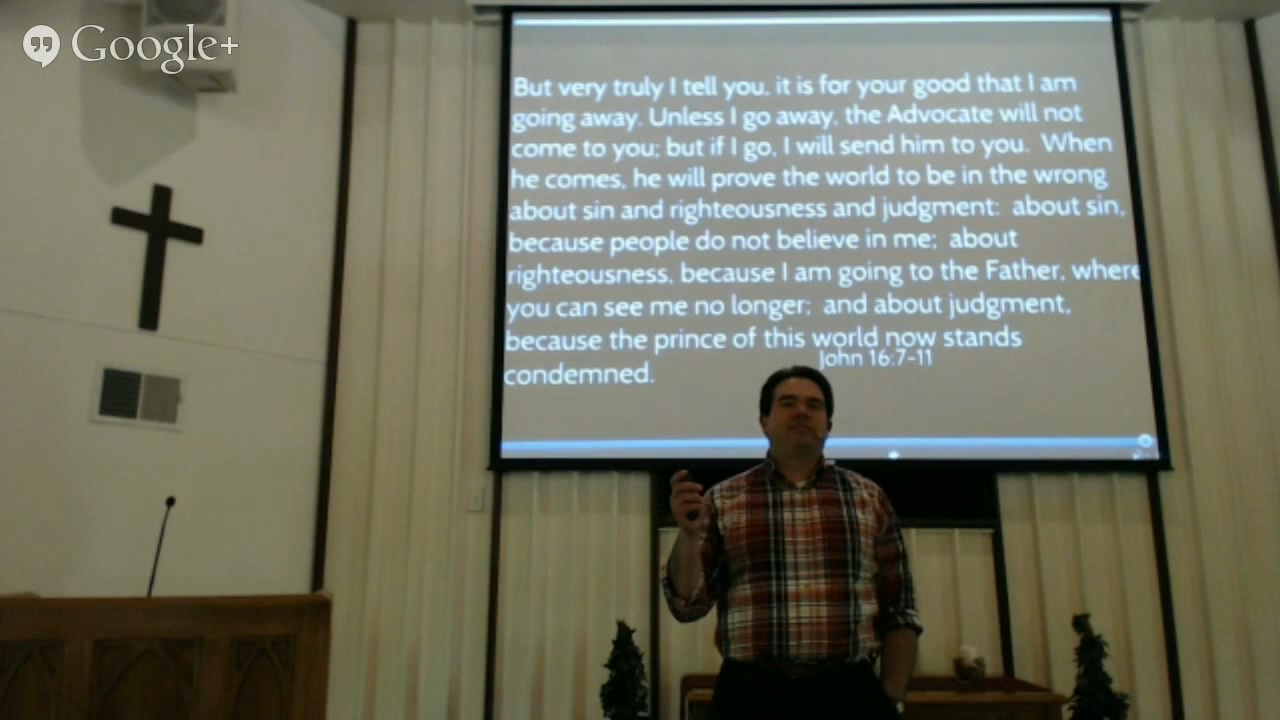 Google+
But very truly I tell you, it is for your good that I am
going away. Unless I go away, the Advocate will not
come to you; but if I go, I will send him to you.  When
he comes, he will prove the world to be in the wrong
about sin and righteousness and judgment:  about sin,
because people do not believe in me;  about
righteousness, because I am going to the Father, where
you can see me no longer;  and about judgment,
because the prince of this world now stands
condemned.
John 16:7-11